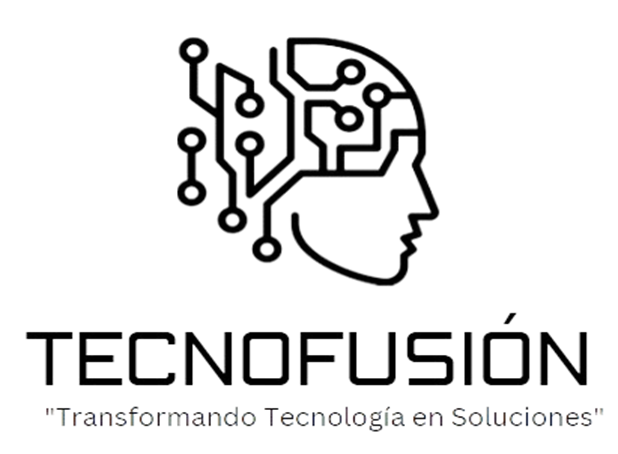 TECNOFUSIÓN
"Transformando Tecnología en Soluciones"